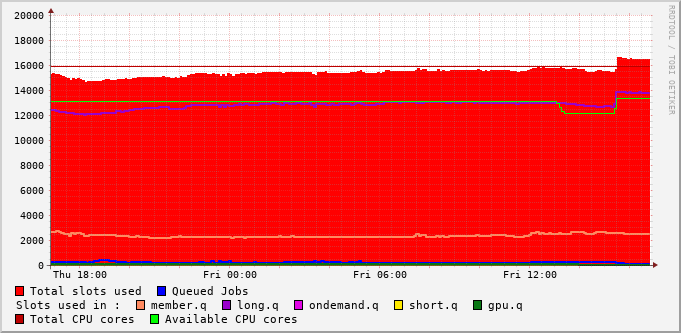 RRDTOOL / TOBI OETIKER
20000
18000
16000
14000
12000
10000
8000
6000
4000
2000
0
Thu 18:00 Fri 00:00 Fri 06:00 Fri 12:00
Total slots used Queued Jobs
Slots used in : member.q long.q ondemand.q short.q gpu.q
Total CPU cores Available CPU cores